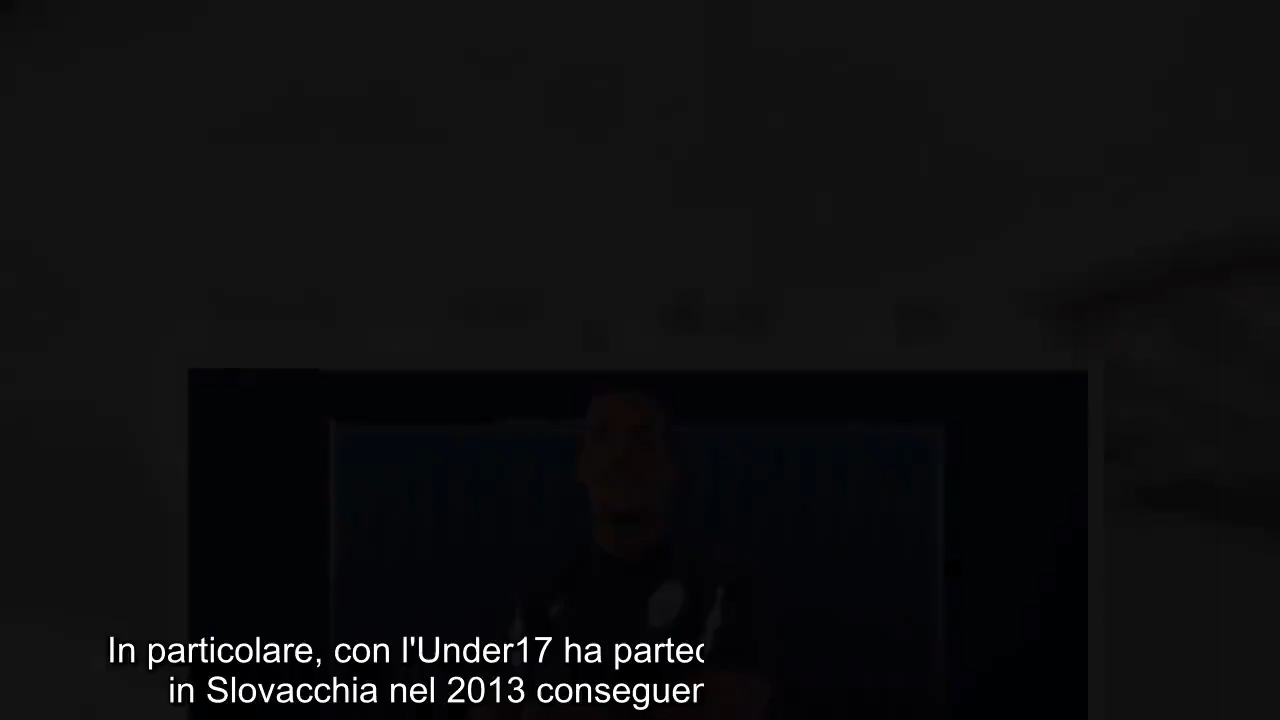 In particolare, con l'Under17 ha partec
in Slovacchia nel 2013 conseguer